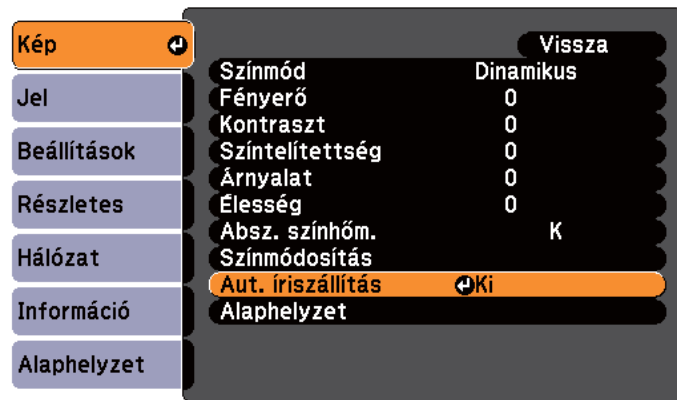 Kép
Jel
Beállítások
Részletes
Hálózat
Információ
Alaphelyzet
Vissza
Színmód Dinamikus
Fényerő 0
Kontraszt 0
Színtelítettség 0
Árnyalat 0
Élesség 0
Absz. színhőm. K
Színmódosítás
Aut. íriszállítás Ki
Alaphelyzet